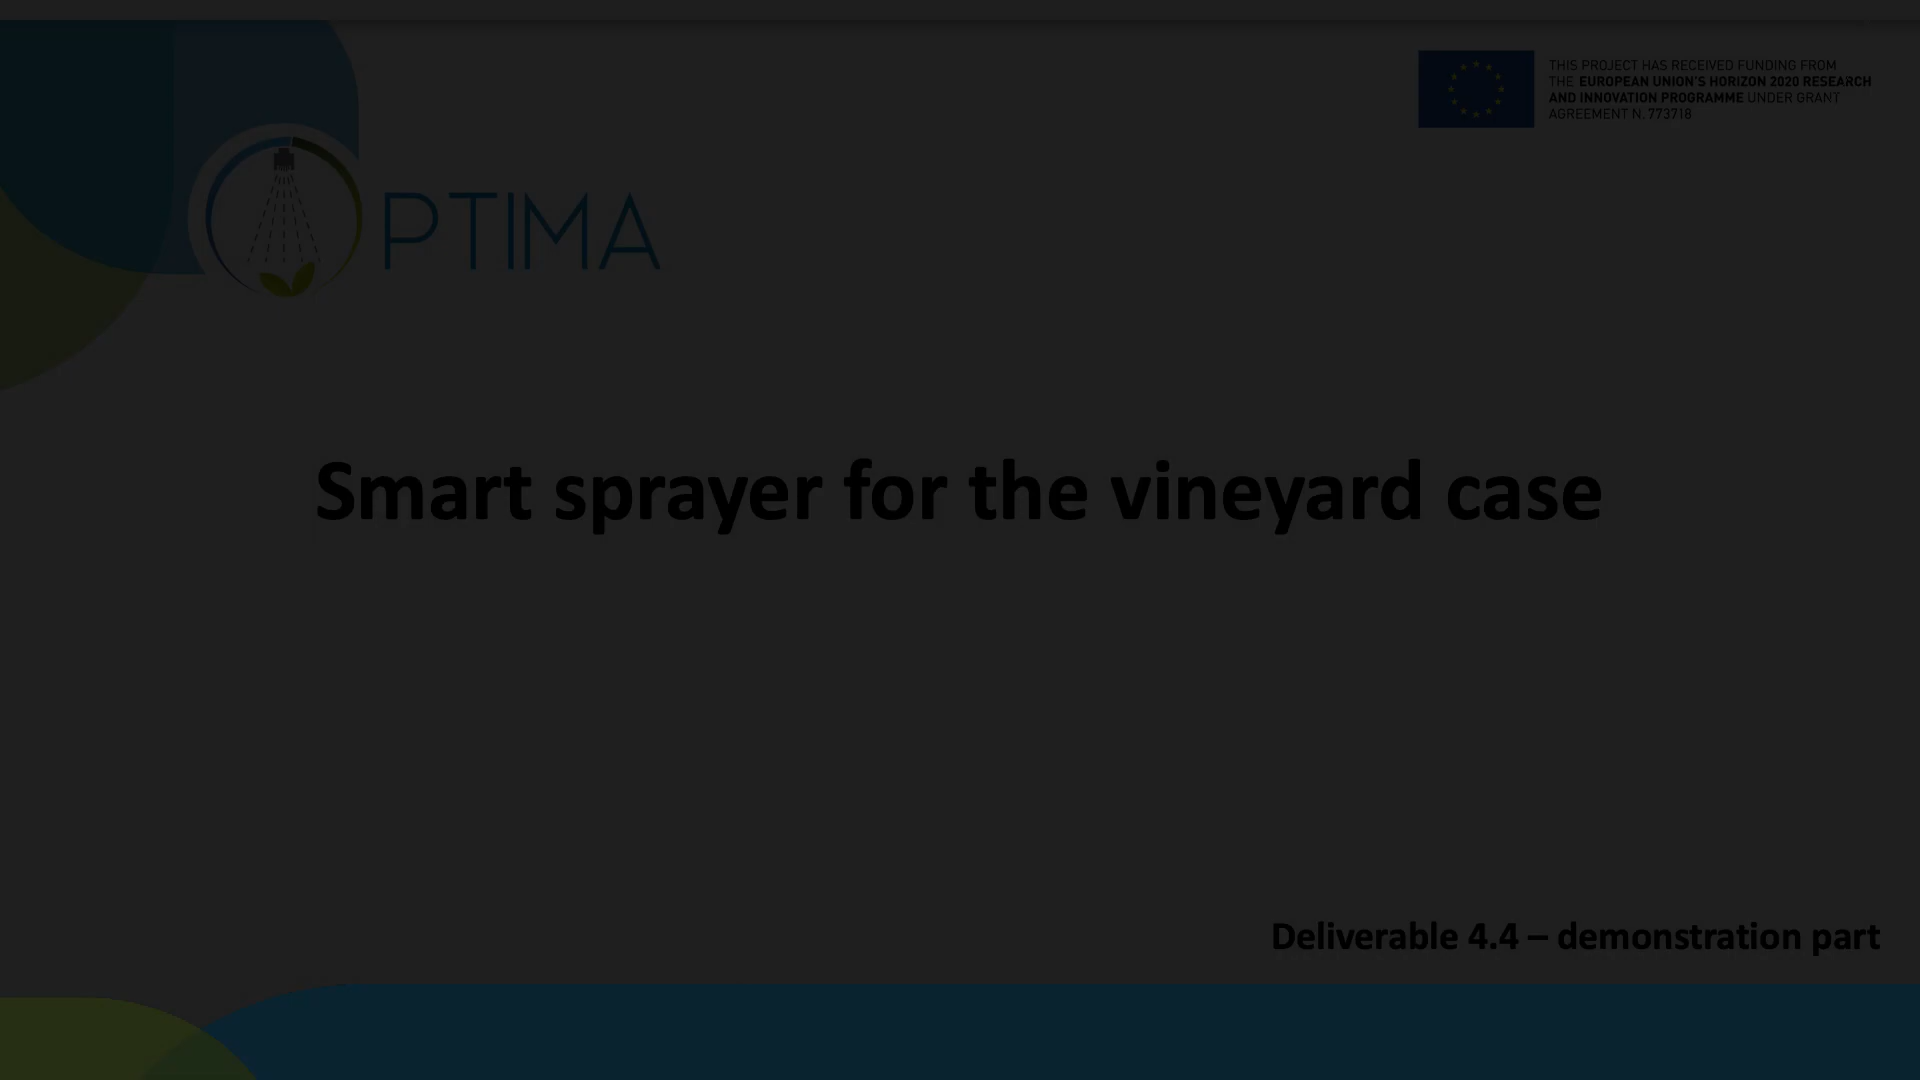 THIS PROJECT HAS RECEIVED FUNDING FROM
THE EUROPEAN UNION'S HORIZON 2020 RESEARCH
AND INNOVATION PROGRAMME UNDER GRANT
AGREEMENT N. 773718
OPTIMA
Smart sprayer for the vineyard case
Deliverable 4.4 – demonstration part